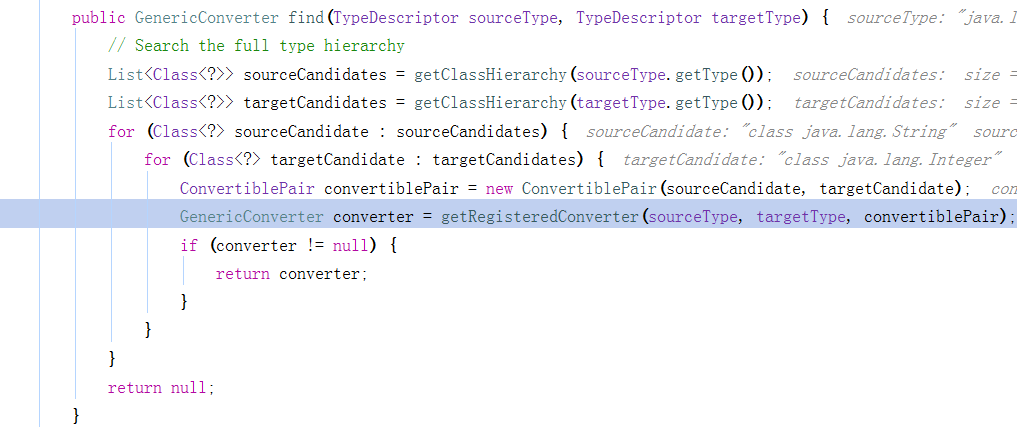 public GenericConverter find(TypeDescriptor sourceType, TypeDescriptor targetType) { sourceType: "java.l
// Search the full type hierarchy
List<Class<?>> sourceCandidates = getClassHierarchy(sourceType.getType()); sourceCandidates: size =
List<Class<?>> targetCandidates = getClassHierarchy(targetType.getType()); targetCandidates: size =
for (Class<?> sourceCandidate : sourceCandidates) { sourceCandidate: "class java.lang.String" sourc
for (Class<?> targetCandidate : targetCandidates) { targetCandidate: "class java.lang.Integer"
ConvertiblePair convertiblePair = new ConvertiblePair(sourceCandidate, targetCandidate); con
GenericConverter converter = getRegisteredConverter(sourceType, targetType, convertiblePair);
if (converter != null) {
return converter;
}
}
}
return null;
}